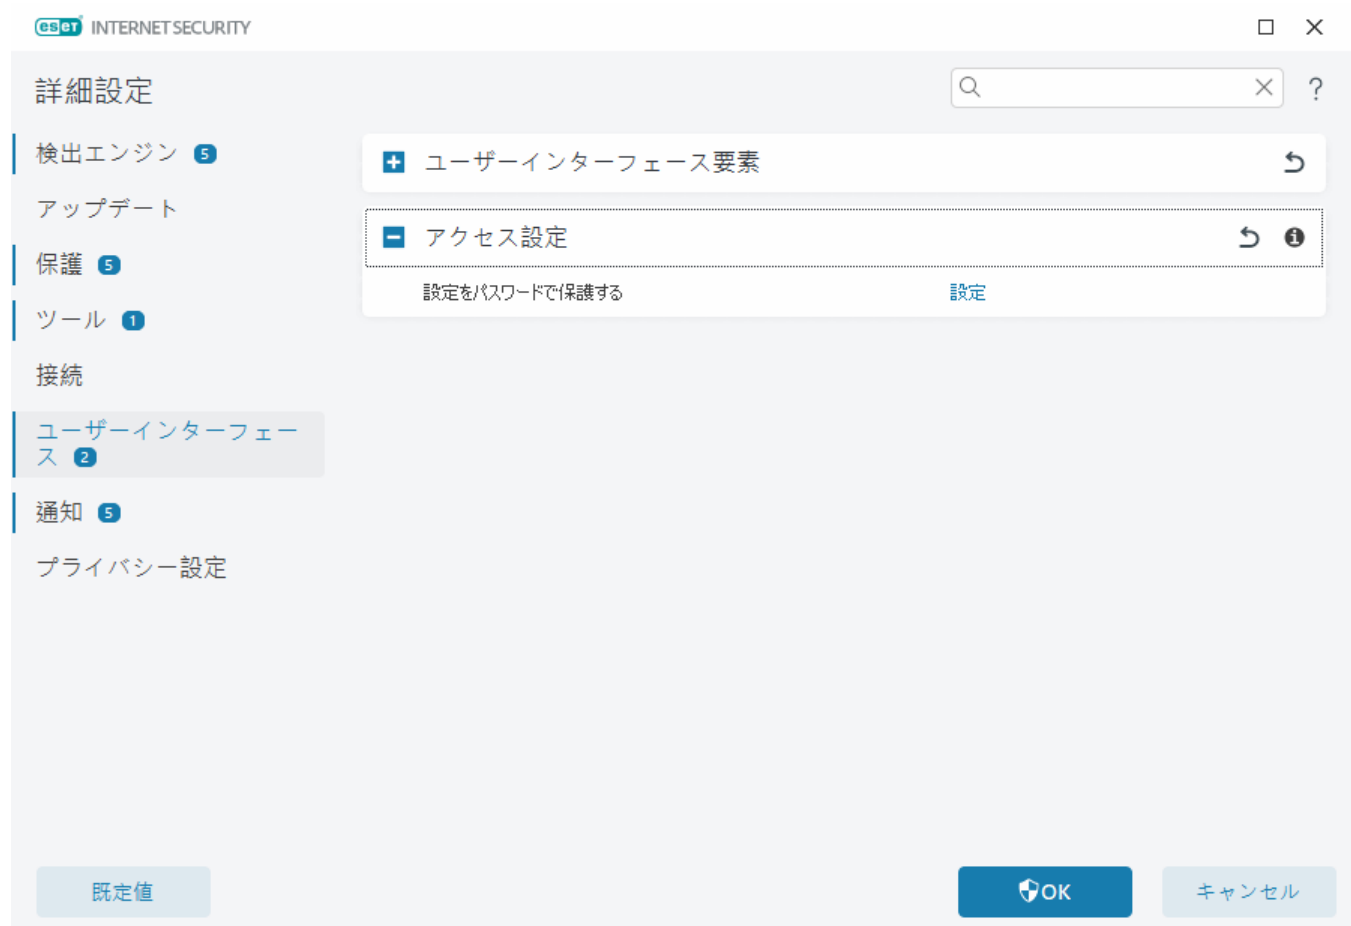 eset INTERNET SECURITY
詳細設定
?
検出エンジン 5
アップデート
保護 5
ツール 1
接続
ユーザーインターフェー
ス 2
通知 5
プライバシー設定
ユーザーインターフェース要素
アクセス設定
設定をパスワードで保護する
設定
既定値
OK
キャンセル